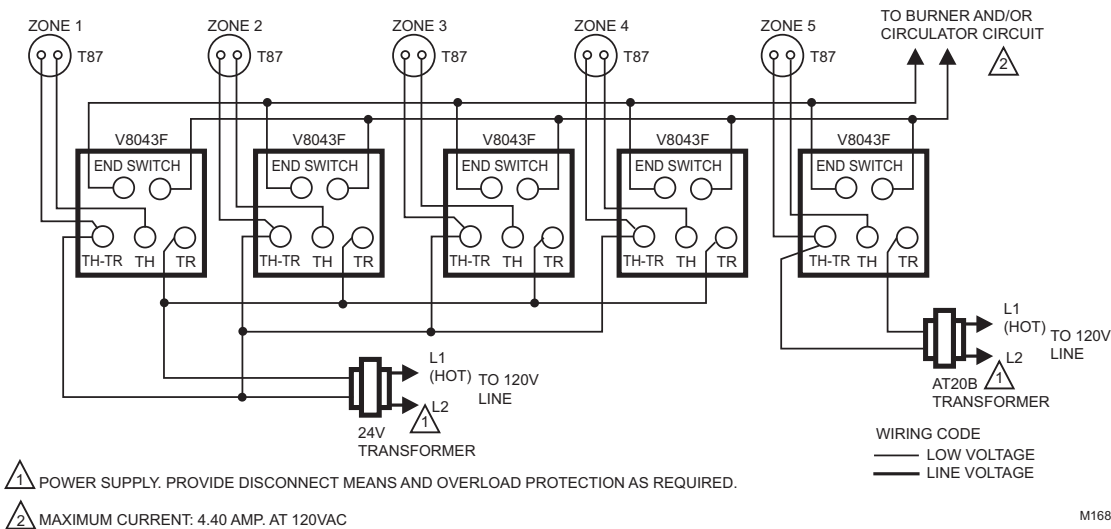 ZONE 1 ZONE 2 ZONE 3 ZONE 4 ZONE 5
TO BURNER AND/OR
CIRCULATOR CIRCUIT
T87 T87 T87 T87 T87
2
V8043F V8043F V8043F V8043F V8043F
END SWITCH END SWITCH END SWITCH END SWITCH END SWITCH
TH-TR TH TR TH-TR TH TR TH-TR TH TR TH-TR TH TR TH-TR TH TR
L1
(HOT)
TO 120V
LINE
L2
1
AT20B
TRANSFORMER
L1
(HOT)
TO 120V
LINE
L2
1
24V
TRANSFORMER
WIRING CODE
LOW VOLTAGE
LINE VOLTAGE
1 POWER SUPPLY. PROVIDE DISCONNECT MEANS AND OVERLOAD PROTECTION AS REQUIRED.
2 MAXIMUM CURRENT: 4.40 AMP. AT 120VAC
M168